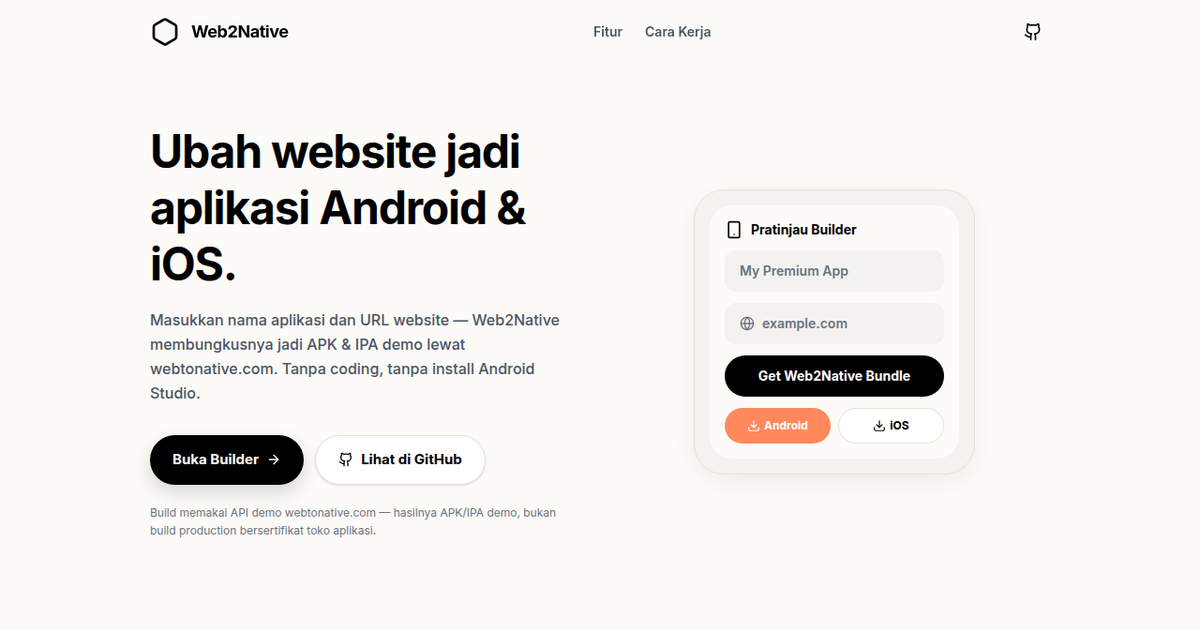 Web2Native
Fitur
Cara Kerja
Ubah website jadi
aplikasi Android &
iOS.
Masukkan nama aplikasi dan URL website — Web2Native
membungkusnya jadi APK & IPA demo lewat
webtonative.com. Tanpa coding, tanpa install Android
Studio.
Buka Builder
Lihat di GitHub
Build memakai API demo webtonative.com — hasilnya APK/IPA demo, bukan
build production bersertifikat toko aplikasi.
Pratinjau Builder
My Premium App
example.com
Get Web2Native Bundle
Android
iOS